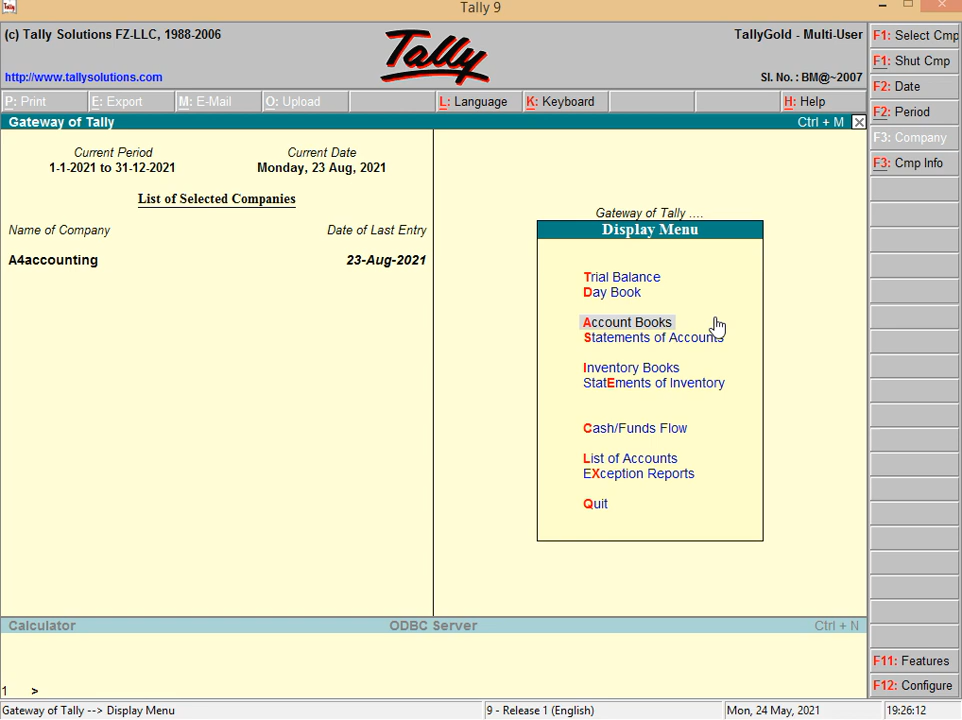 Tally 9
(c) Tally Solutions FZ-LLC, 1988-2006
Tally
TallyGold - Multi-User
http://www.tallysolutions.com
Sl. No. : BM@~2007
P: Print
E: Export
M: E-Mail
O: Upload
L: Language
K: Keyboard
H: Help
Gateway of Tally
Ctrl + M
Current Period
1-1-2021 to 31-12-2021
Current Date
Monday, 23 Aug, 2021
List of Selected Companies
Name of Company
Date of Last Entry
A4accounting
23-Aug-2021
Gateway of Tally ....
Display Menu
Trial Balance
Day Book
Account Books
Statements of Accounts
Inventory Books
StatEments of Inventory
Cash/Funds Flow
List of Accounts
EXception Reports
Quit
F1: Select Cmp
F1: Shut Cmp
F2: Date
F2: Period
F3: Company
F3: Cmp Info
F11: Features
F12: Configure
Calculator
ODBC Server
Ctrl + N
1 >
Gateway of Tally --> Display Menu
9 - Release 1 (English)
Mon, 24 May, 2021
19:26:12